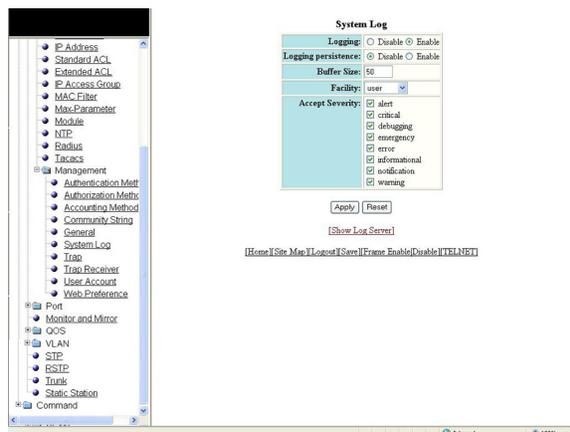 IP Address
Standard ACL
Extended ACL
IP Access Group
MAC Filter
Max-Parameter
Module
NTP
Radius
Tacacs
Management
Authentication Meth
Authorization Metho
Accounting Method
Community String
General
System Log
Trap
Trap Receiver
User Account
Web Preference
Port
Monitor and Mirror
QOS
VLAN
STP
RSTP
Trunk
Static Station
Command
System Log
Logging: Disable Enable
Logging persistence: Disable Enable
Buffer Size: 50
Facility: user
Accept Severity: alert
critical
debugging
emergency
error
informational
notification
warning
Apply Reset
[Show Log Server]
[Home][Site Map][Logout][Save][Frame Enable|Disable][TELNET]